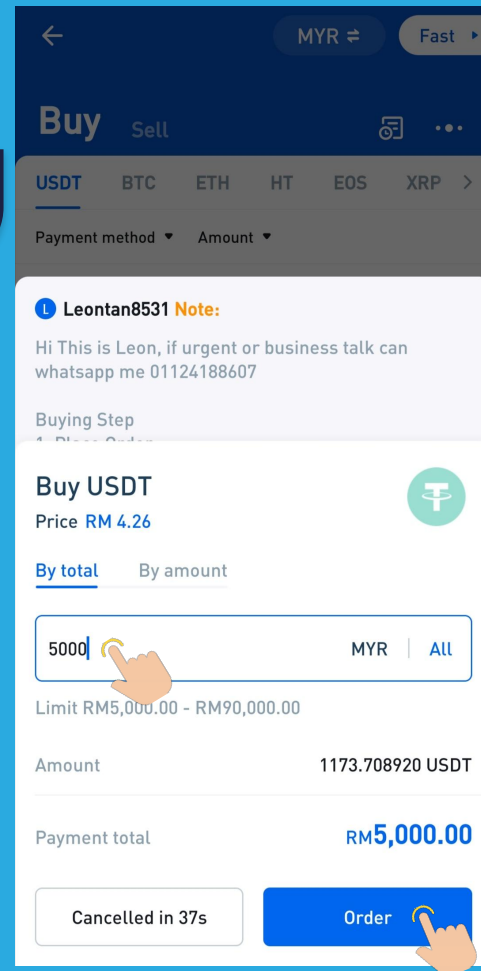 MYR ⇌ Fast
Buy Sell
USDT BTC ETH HT EOS XRP >
Payment method ▼ Amount ▼
L Leontan8531 Note:
Hi This is Leon, if urgent or business talk can
whatsapp me 01124188607
Buying Step
1. Place Order
Buy USDT
Price RM 4.26
By total By amount
5000 MYR | All
Limit RM5,000.00 - RM90,000.00
Amount 1173.708920 USDT
Payment total RM5,000.00
Cancelled in 37s Order